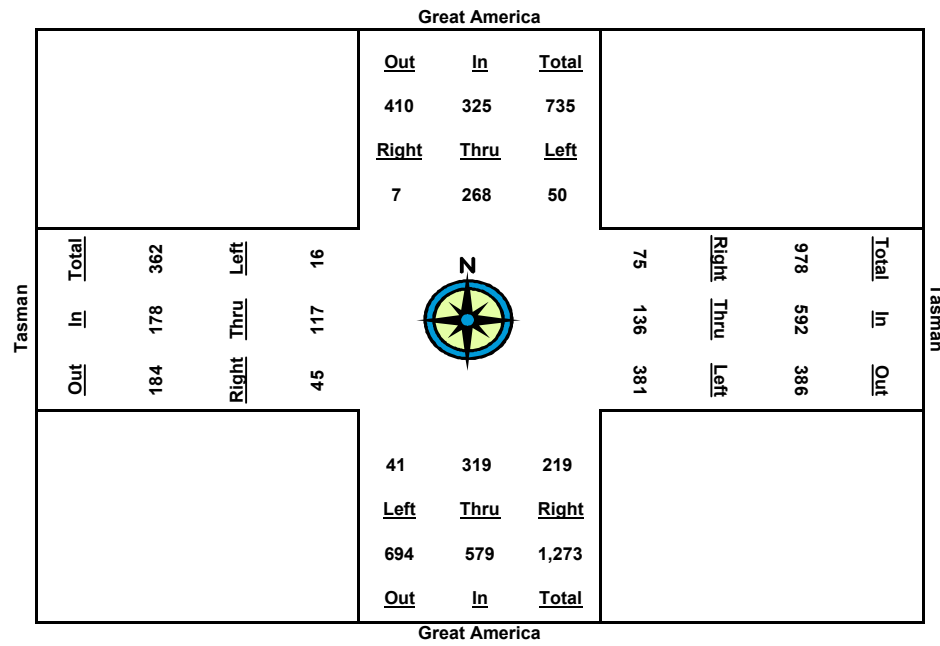 Great America
Out In Total
410 325 735
Right Thru Left
7 268 50
Tasman
Total 362 Left 16
In 178 Thru 117
Out 184 Right 45
N
75 Right 978 Total
136 Thru 592 In
381 Left 386 Out
Tasman
41 319 219
Left Thru Right
694 579 1,273
Out In Total
Great America